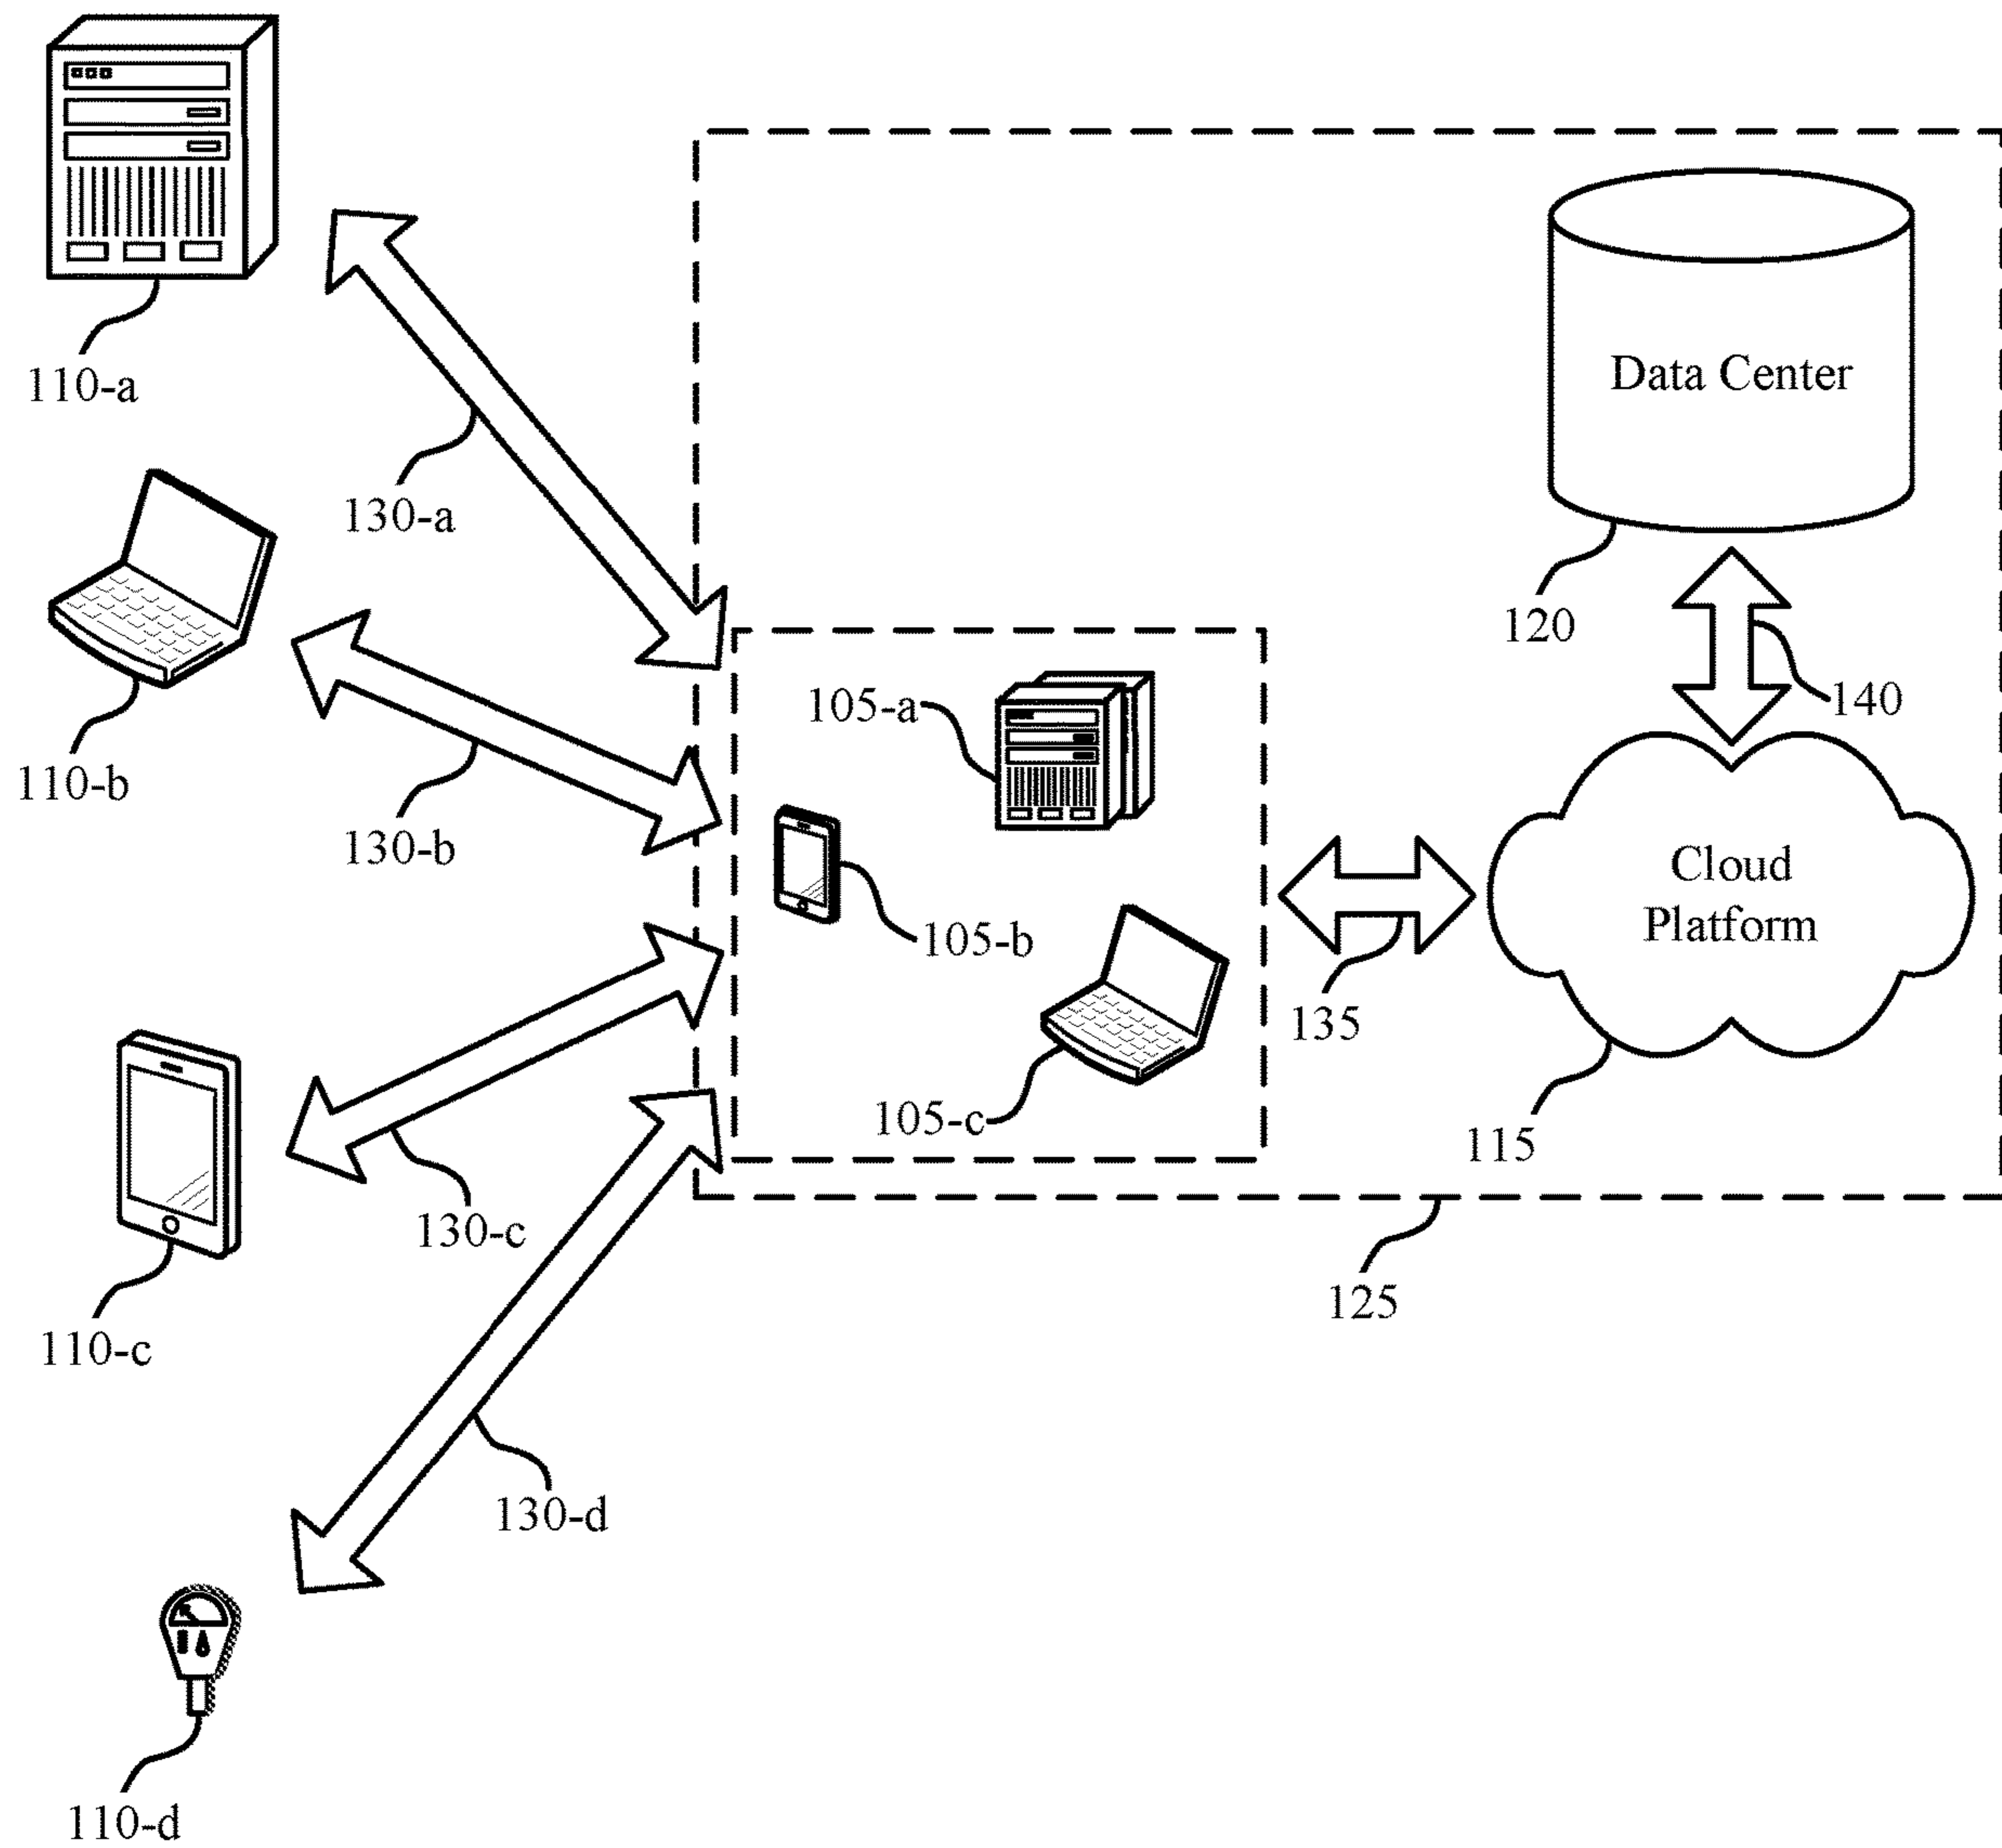 110-a
130-a
Data Center
120
140
110-b
130-b
105-a
105-b
Cloud
Platform
135
105-c
115
110-c
130-c
125
130-d
110-d